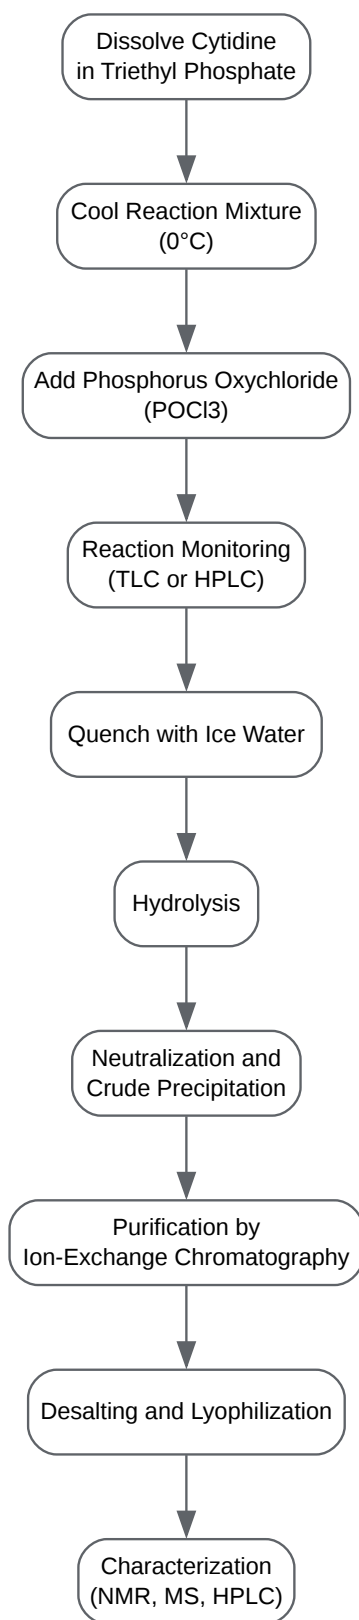 Dissolve Cytidine
in Triethyl Phosphate
Cool Reaction Mixture
(0°C)
Add Phosphorus Oxychloride
(POCl3)
Reaction Monitoring
(TLC or HPLC)
Quench with Ice Water
Hydrolysis
Neutralization and
Crude Precipitation
Purification by
Ion-Exchange Chromatography
Desalting and Lyophilization
Characterization
(NMR, MS, HPLC)